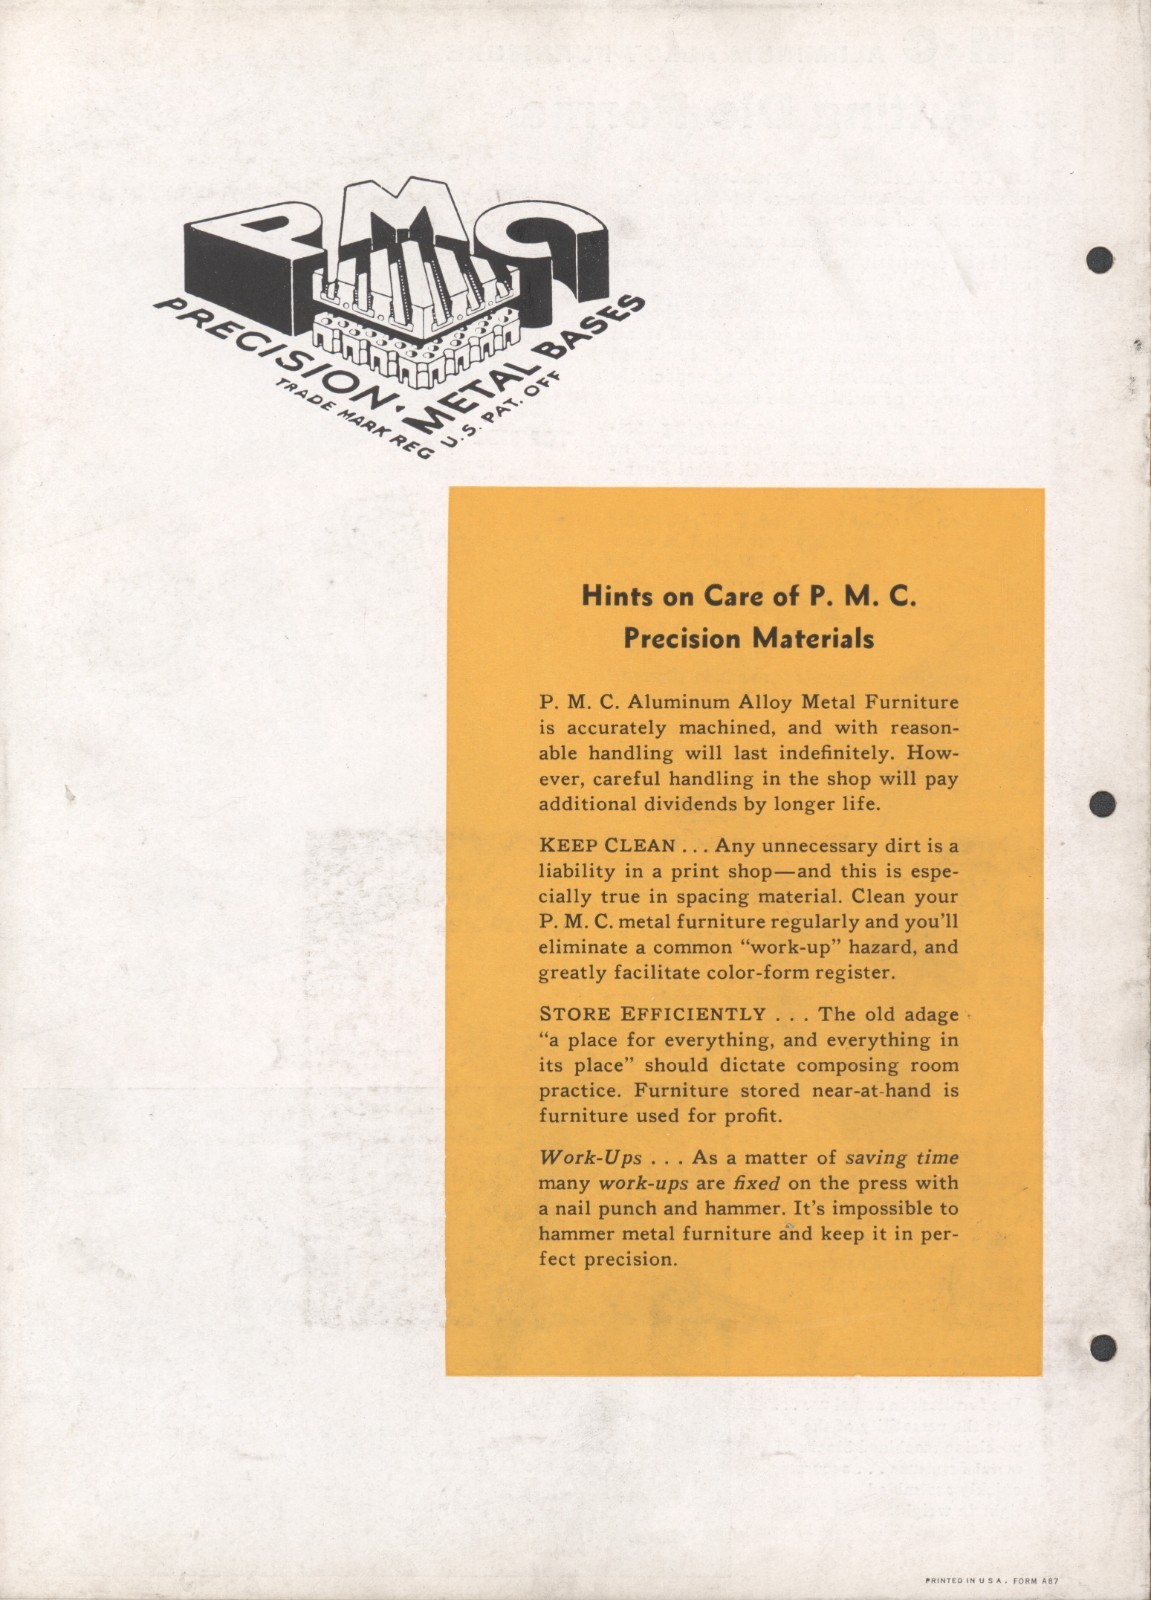 PMC
PRECISION · METAL BASES
TRADE MARK REG U.S. PAT. OFF
Hints on Care of P. M. C.
Precision Materials
P. M. C. Aluminum Alloy Metal Furniture
is accurately machined, and with reason-
able handling will last indefinitely. How-
ever, careful handling in the shop will pay
additional dividends by longer life.
KEEP CLEAN . . . Any unnecessary dirt is a
liability in a print shop—and this is espe-
cially true in spacing material. Clean your
P. M. C. metal furniture regularly and you'll
eliminate a common "work-up" hazard, and
greatly facilitate color-form register.
STORE EFFICIENTLY . . . The old adage
"a place for everything, and everything in
its place" should dictate composing room
practice. Furniture stored near-at-hand is
furniture used for profit.
Work-Ups . . . As a matter of saving time
many work-ups are fixed on the press with
a nail punch and hammer. It's impossible to
hammer metal furniture and keep it in per-
fect precision.
PRINTED IN U S A . FORM A87